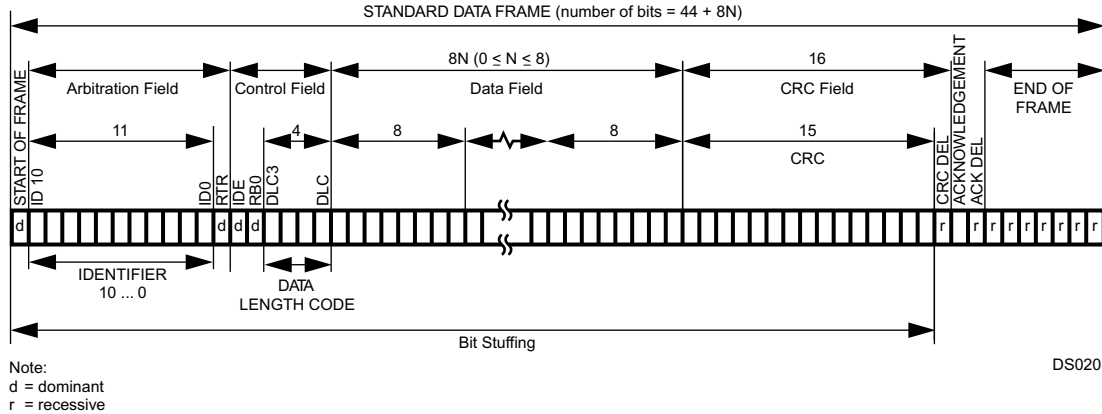 STANDARD DATA FRAME (number of bits = 44 + 8N)
8N (0 ≤ N ≤ 8)
16
Arbitration Field
Control Field
Data Field
CRC Field
END OF
FRAME
11
4
8
8
15
CRC
START OF FRAME
ID 10
ID0
RTR
IDE
RB0
DLC3
DLC
CRC DEL
ACKNOWLEDGEMENT
ACK DEL
d d d d r r r r r r r r r
IDENTIFIER
10 ... 0
DATA
LENGTH CODE
Bit Stuffing
Note:
d = dominant
r = recessive
DS020